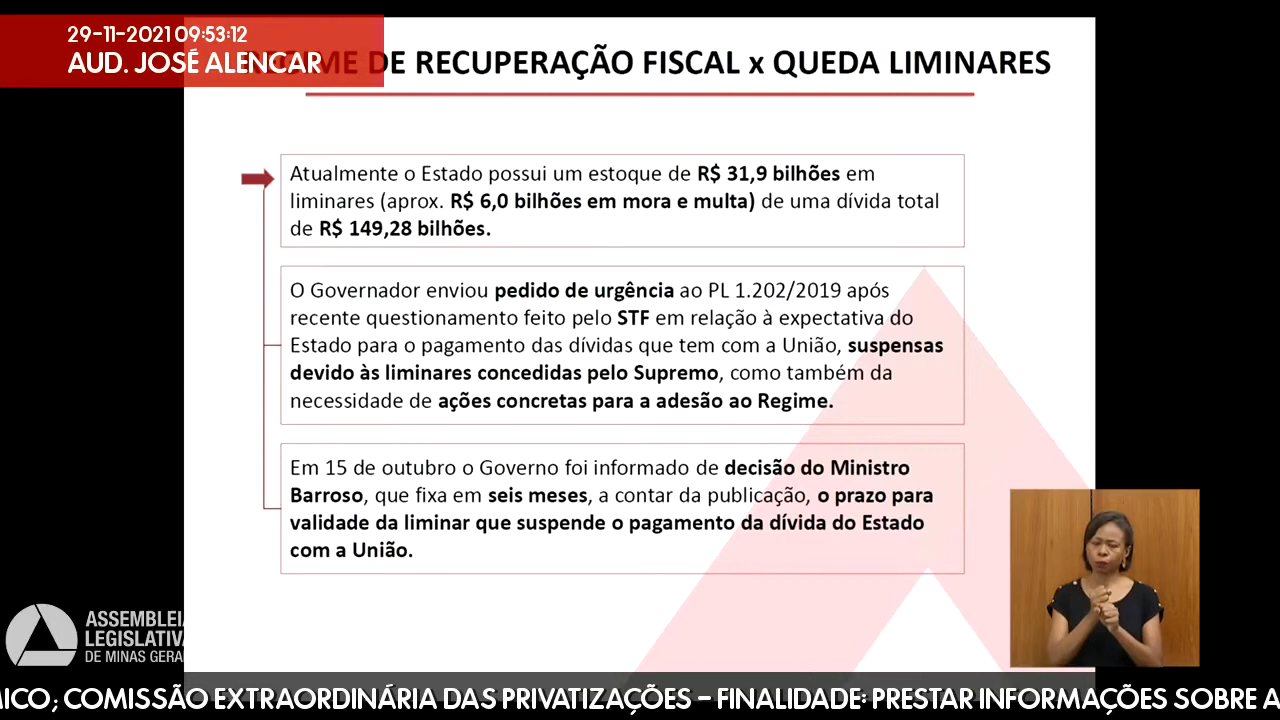 29-11-2021 09:53:12
AUD. JOSÉ ALENCAR
DE RECUPERAÇÃO FISCAL x QUEDA LIMINARES
Atualmente o Estado possui um estoque de R$ 31,9 bilhões em
liminares (aprox. R$ 6,0 bilhões em mora e multa) de uma dívida total
de R$ 149,28 bilhões.
O Governador enviou pedido de urgência ao PL 1.202/2019 após
recente questionamento feito pelo STF em relação à expectativa do
Estado para o pagamento das dívidas que tem com a União, suspensas
devido às liminares concedidas pelo Supremo, como também da
necessidade de ações concretas para a adesão ao Regime.
Em 15 de outubro o Governo foi informado de decisão do Ministro
Barroso, que fixa em seis meses, a contar da publicação, o prazo para
validade da liminar que suspende o pagamento da dívida do Estado
com a União.
ASSEMBLEIA
LEGISLATIVA
DE MINAS GERAI
MICO; COMISSÃO EXTRAORDINÁRIA DAS PRIVATIZAÇÕES - FINALIDADE: PRESTAR INFORMAÇÕES SOBRE A